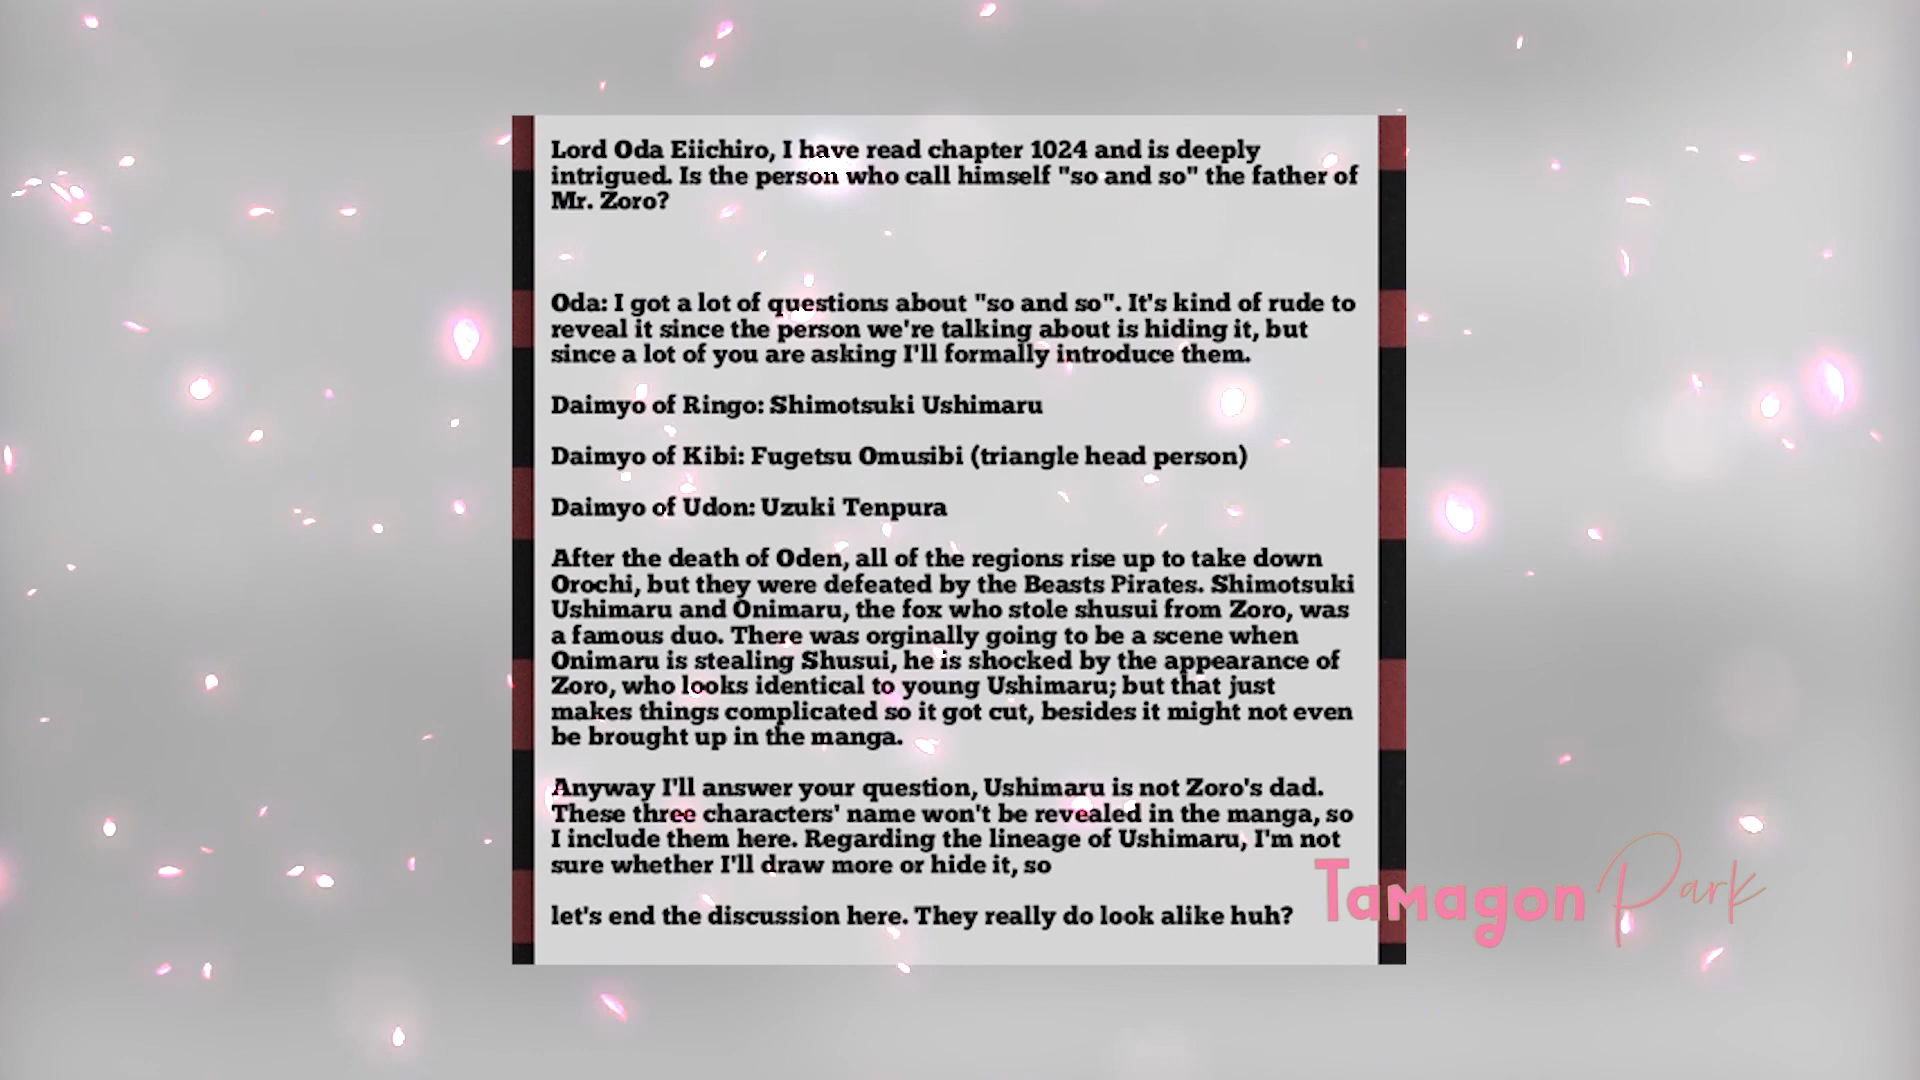 Lord Oda Eiichiro, I have read chapter 1024 and is deeply
intrigued. Is the person who call himself "so and so" the father of
Mr. Zoro?
Oda: I got a lot of questions about "so and so". It's kind of rude to
reveal it since the person we're talking about is hiding it, but
since a lot of you are asking I'll formally introduce them.
Daimyo of Ringo: Shimotsuki Ushimaru
Daimyo of Kibi: Fugetsu Omusibi (triangle head person)
Daimyo of Udon: Uzuki Tenpura
After the death of Oden, all of the regions rise up to take down
Orochi, but they were defeated by the Beasts Pirates. Shimotsuki
Ushimaru and Onimaru, the fox who stole shusui from Zoro, was
a famous duo. There was orginally going to be a scene when
Onimaru is stealing Shusui, he is shocked by the appearance of
Zoro, who looks identical to young Ushimaru; but that just
makes things complicated so it got cut, besides it might not even
be brought up in the manga.
Anyway I'll answer your question, Ushimaru is not Zoro's dad.
These three characters' name won't be revealed in the manga, so
I include them here. Regarding the lineage of Ushimaru, I'm not
sure whether I'll draw more or hide it, so
let's end the discussion here. They really do look alike huh?
Tamagon Park